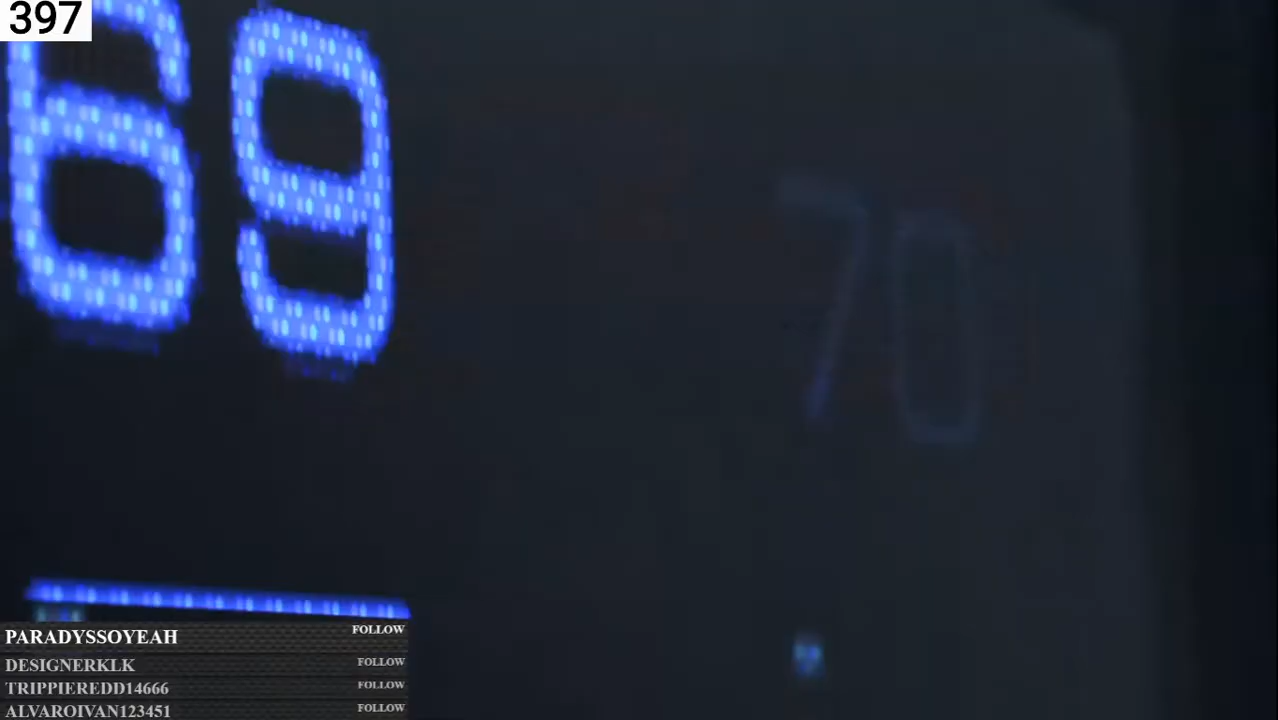 397
69
70
PARADYSSOYEAH FOLLOW
DESIGNERKLK FOLLOW
TRIPPIEREDD14666 FOLLOW
ALVAROIVAN123451 FOLLOW